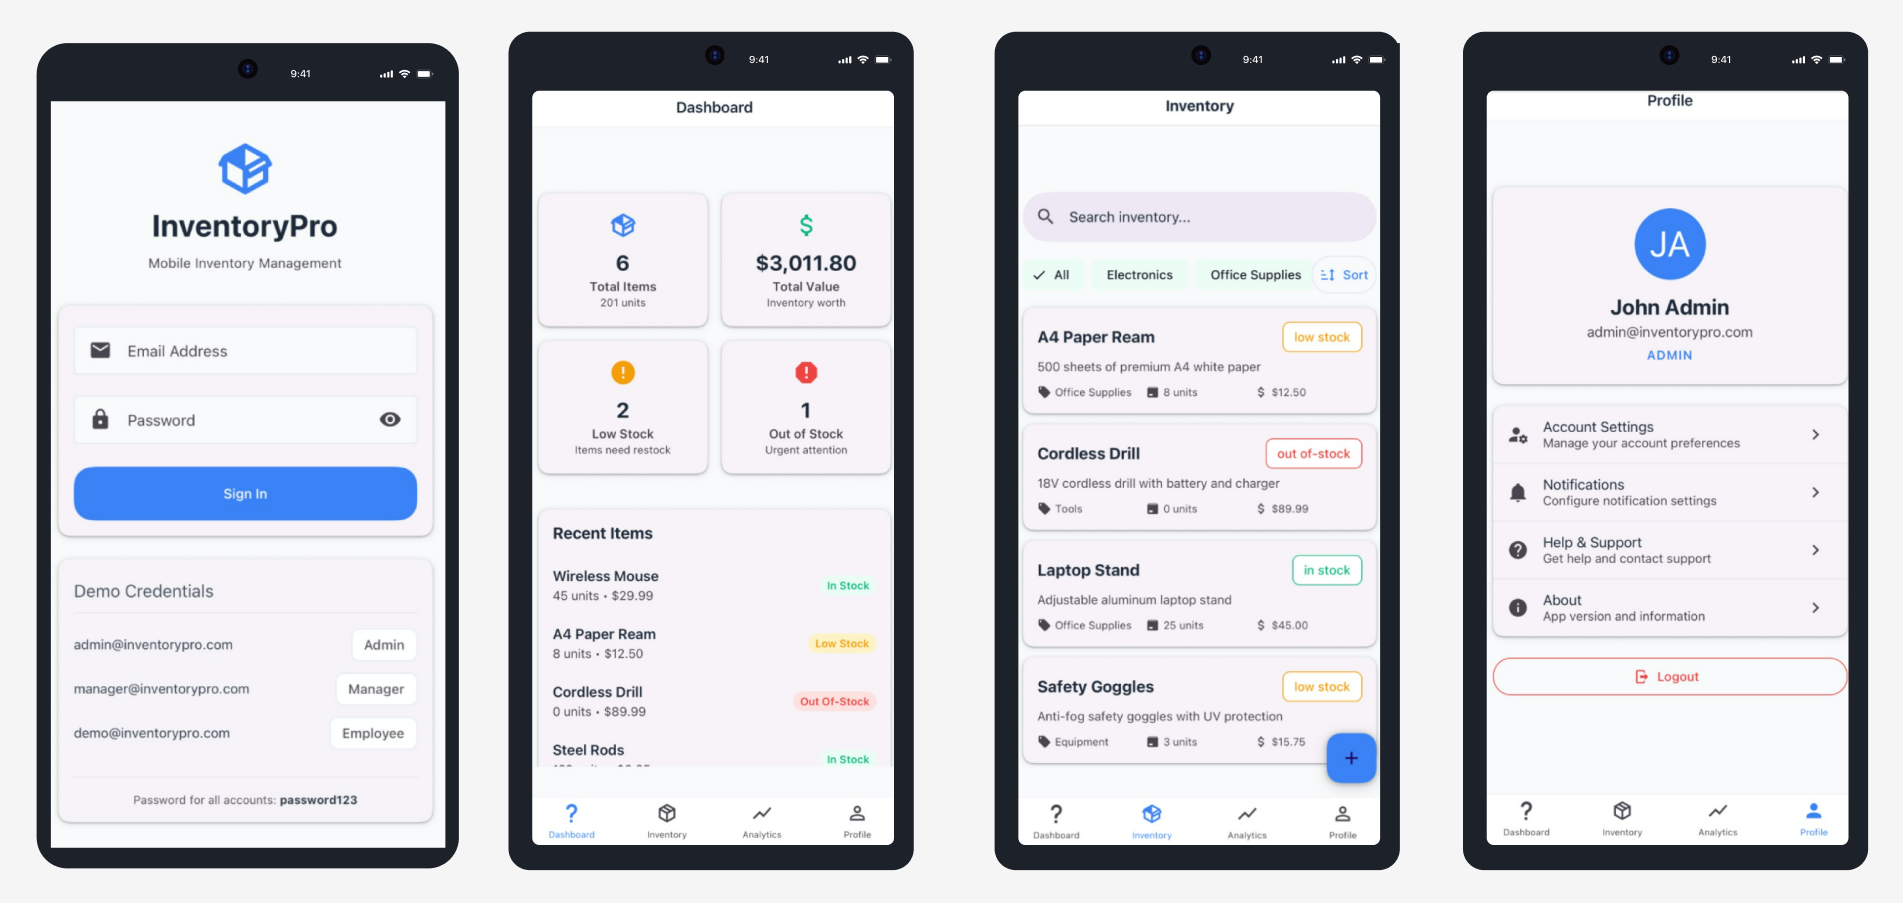 9:41
InventoryPro
Mobile Inventory Management
Email Address
Password
Sign In
Demo Credentials
admin@inventorypro.com Admin
manager@inventorypro.com Manager
demo@inventorypro.com Employee
Password for all accounts: password123
9:41
Dashboard
6
Total Items
201 units
$
$3,011.80
Total Value
Inventory worth
2
Low Stock
Items need restock
1
Out of Stock
Urgent attention
Recent Items
Wireless Mouse
45 units • $29.99
In Stock
A4 Paper Ream
8 units • $12.50
Low Stock
Cordless Drill
0 units • $89.99
Out Of-Stock
Steel Rods
In Stock
? 
Dashboard Inventory Analytics Profile
9:41
Inventory
Search inventory...
All Electronics Office Supplies Sort
A4 Paper Ream low stock
500 sheets of premium A4 white paper
Office Supplies 8 units $ $12.50
Cordless Drill out of-stock
18V cordless drill with battery and charger
Tools 0 units $ $89.99
Laptop Stand in stock
Adjustable aluminum laptop stand
Office Supplies 25 units $ $45.00
Safety Goggles low stock
Anti-fog safety goggles with UV protection
Equipment 3 units $ $15.75
+
?
Dashboard Inventory Analytics Profile
9:41
Profile
JA
John Admin
admin@inventorypro.com
ADMIN
Account Settings
Manage your account preferences
Notifications
Configure notification settings
Help & Support
Get help and contact support
About
App version and information
Logout
?
Dashboard Inventory Analytics Profile